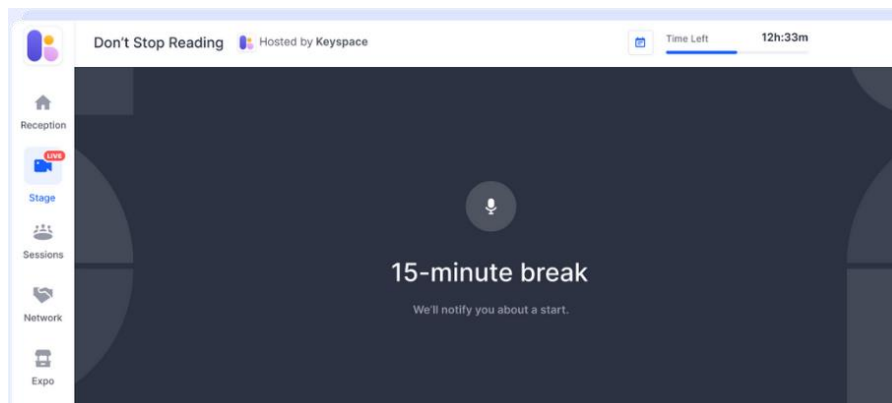 Don't Stop Reading Hosted by Keyspace Time Left 12h:33m
Reception
LIVE
Stage
Sessions
Network
Expo
15-minute break
We'll notify you about a start.